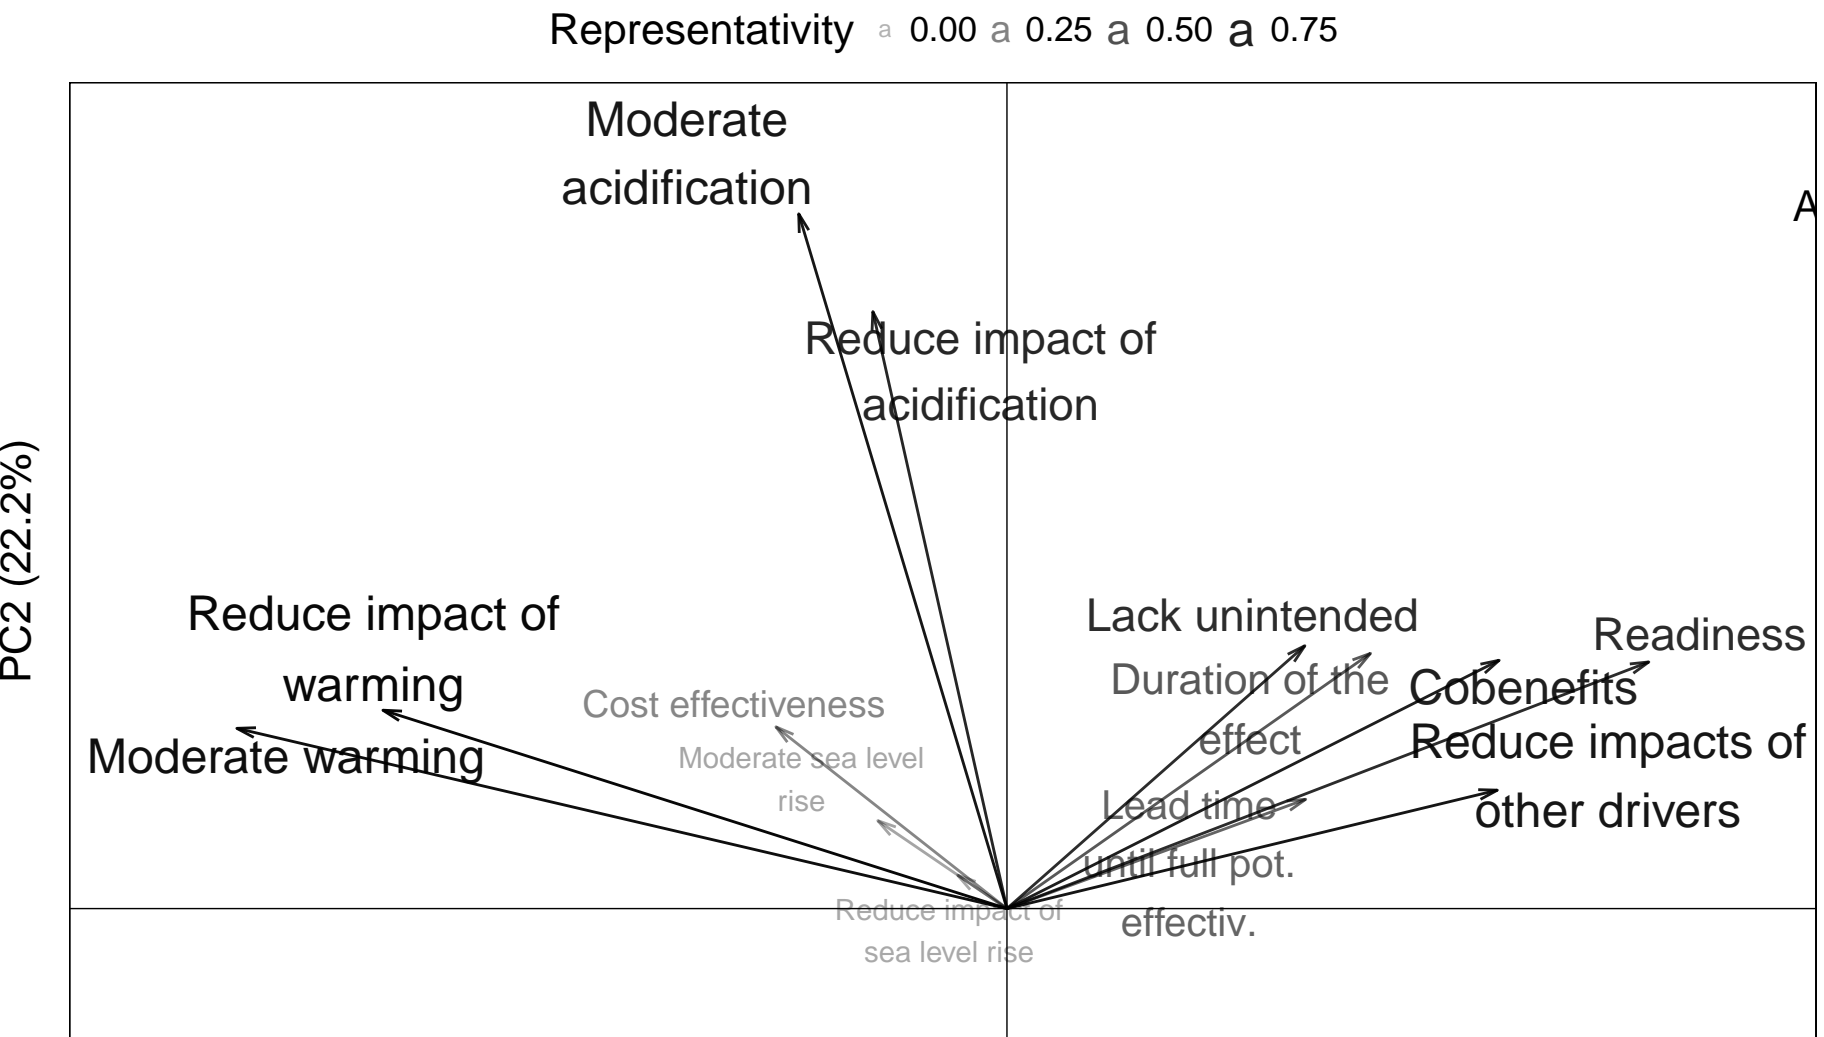 Representativity a 0.00 a 0.25 a 0.50 a 0.75
Moderate
acidification
A
Reduce impact of
acidification
PC2 (22.2%)
Reduce impact of
warming
Moderate warming
Cost effectiveness
Moderate sea level
rise
Reduce impact of
sea level rise
Lack unintended
Duration of the
effect
Lead time
until full pot.
effectiv.
Readiness
Cobenefits
Reduce impacts of
other drivers